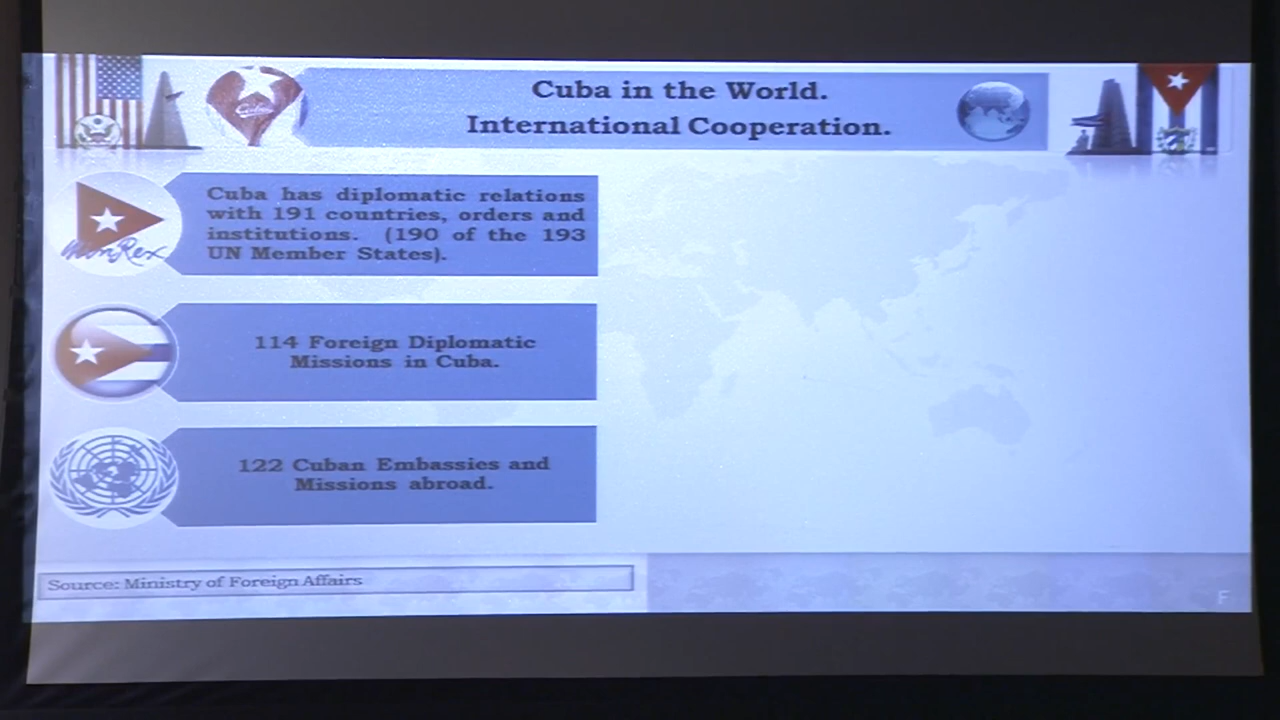 Cuba in the World.
International Cooperation.
Cuba
Cuba has diplomatic relations
with 191 countries, orders and
institutions. (190 of the 193
UN Member States).
MinRex
114 Foreign Diplomatic
Missions in Cuba.
122 Cuban Embassies and
Missions abroad.
Source: Ministry of Foreign Affairs
F